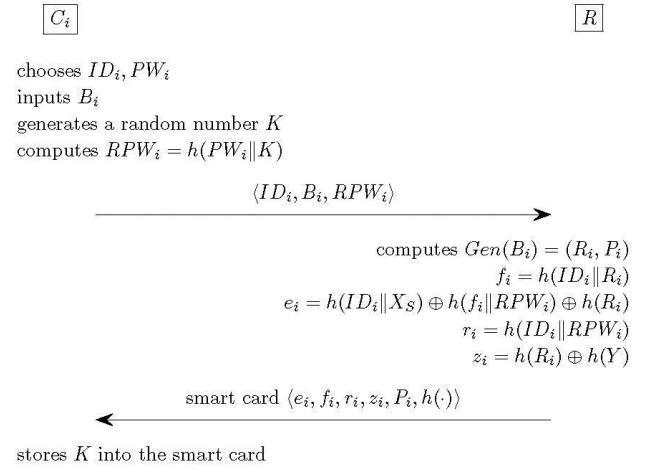 C_i R
chooses ID_i, PW_i
inputs B_i
generates a random number K
computes RPW_i = h(PW_i∥K)
⟨ID_i, B_i, RPW_i⟩
computes Gen(B_i) = (R_i, P_i)
f_i = h(ID_i∥R_i)
e_i = h(ID_i∥X_S) ⊕ h(f_i∥RPW_i) ⊕ h(R_i)
r_i = h(ID_i∥RPW_i)
z_i = h(R_i) ⊕ h(Y)
smart card ⟨e_i, f_i, r_i, z_i, P_i, h(·)⟩
stores K into the smart card